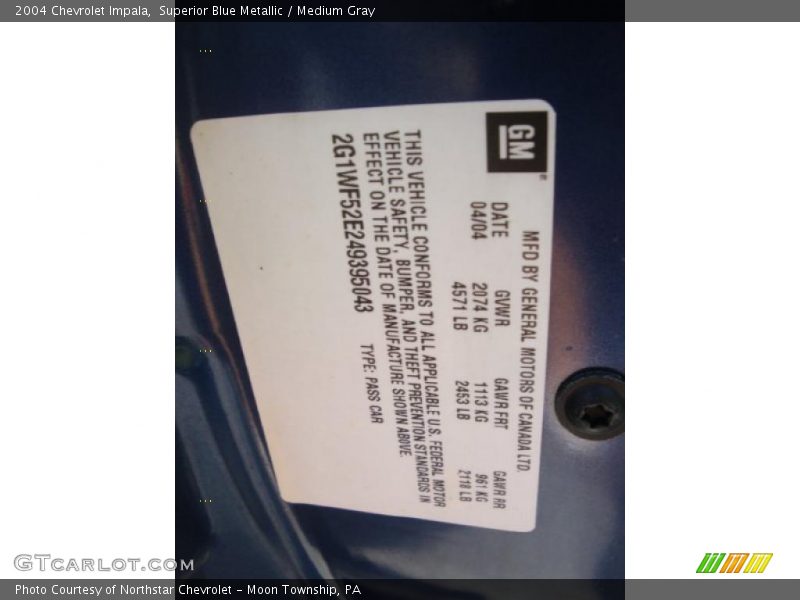 2004 Chevrolet Impala,  Superior Blue Metallic / Medium Gray
GM
®
MFD BY GENERAL MOTORS OF CANADA LTD.
DATE GVWR GAWR FRT GAWR RR
04/04 2074 KG 1113 KG 961 KG
4571 LB 2453 LB 2118 LB
THIS VEHICLE CONFORMS TO ALL APPLICABLE U.S. FEDERAL MOTOR
VEHICLE SAFETY, BUMPER, AND THEFT PREVENTION STANDARDS IN
EFFECT ON THE DATE OF MANUFACTURE SHOWN ABOVE.
2G1WF52E249395043 TYPE: PASS CAR
GTcarlot.com
Photo Courtesy of Northstar Chevrolet - Moon Township, PA